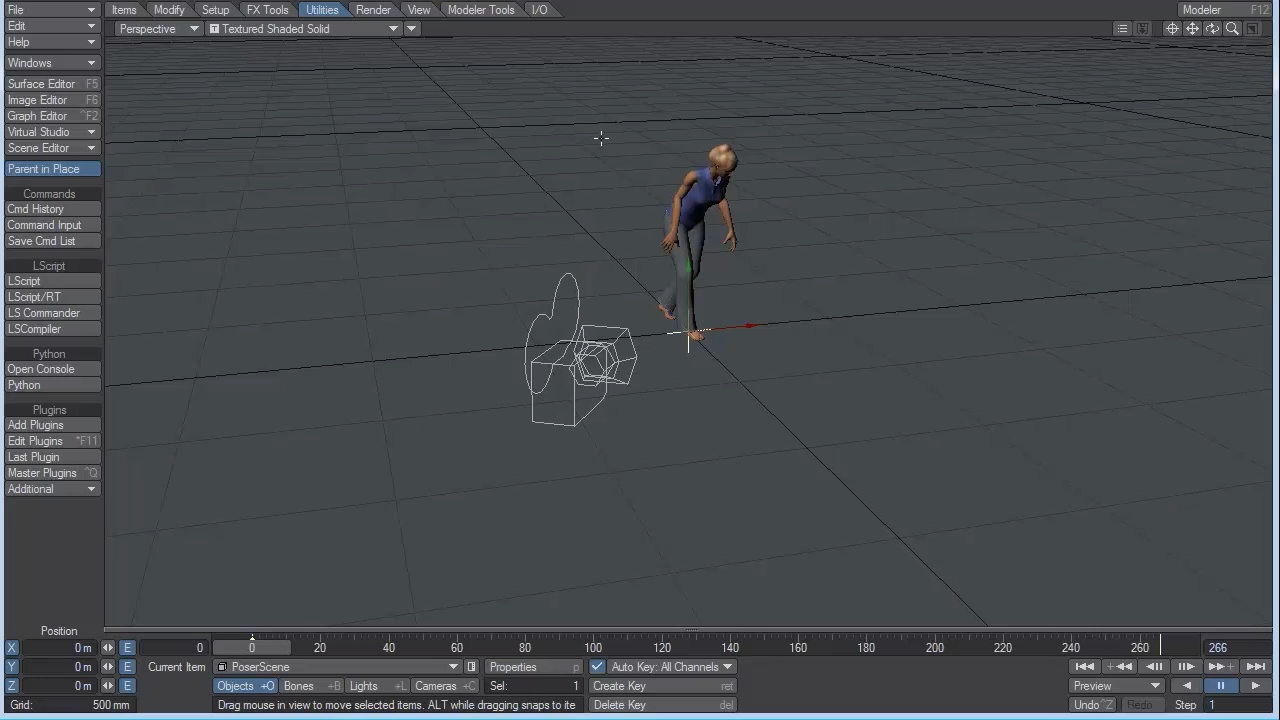 File Items Modify Setup FX Tools Utilities Render View Modeler Tools I/O Modeler F12
Edit
Perspective T Textured Shaded Solid
Help
Windows
Surface Editor F5
Image Editor F6
Graph Editor ^F2
Virtual Studio
Scene Editor
Parent in Place
Commands
Cmd History
Command Input
Save Cmd List
LScript
LScript
LScript/RT
LS Commander
LSCompiler
Python
Open Console
Python
Plugins
Add Plugins
Edit Plugins ^F11
Last Plugin
Master Plugins ^Q
Additional
Position
X 0 m E 0 0 20 40 60 80 100 120 140 160 180 200 220 240 260 266
Y 0 m E Current Item PoserScene Properties p Auto Key: All Channels
Z 0 m E Objects +O Bones +B Lights +L Cameras +C Sel: 1 Create Key ret Preview
Grid: 500 mm Drag mouse in view to move selected items. ALT while dragging snaps to ite Delete Key del Undo ^Z Redo Step 1